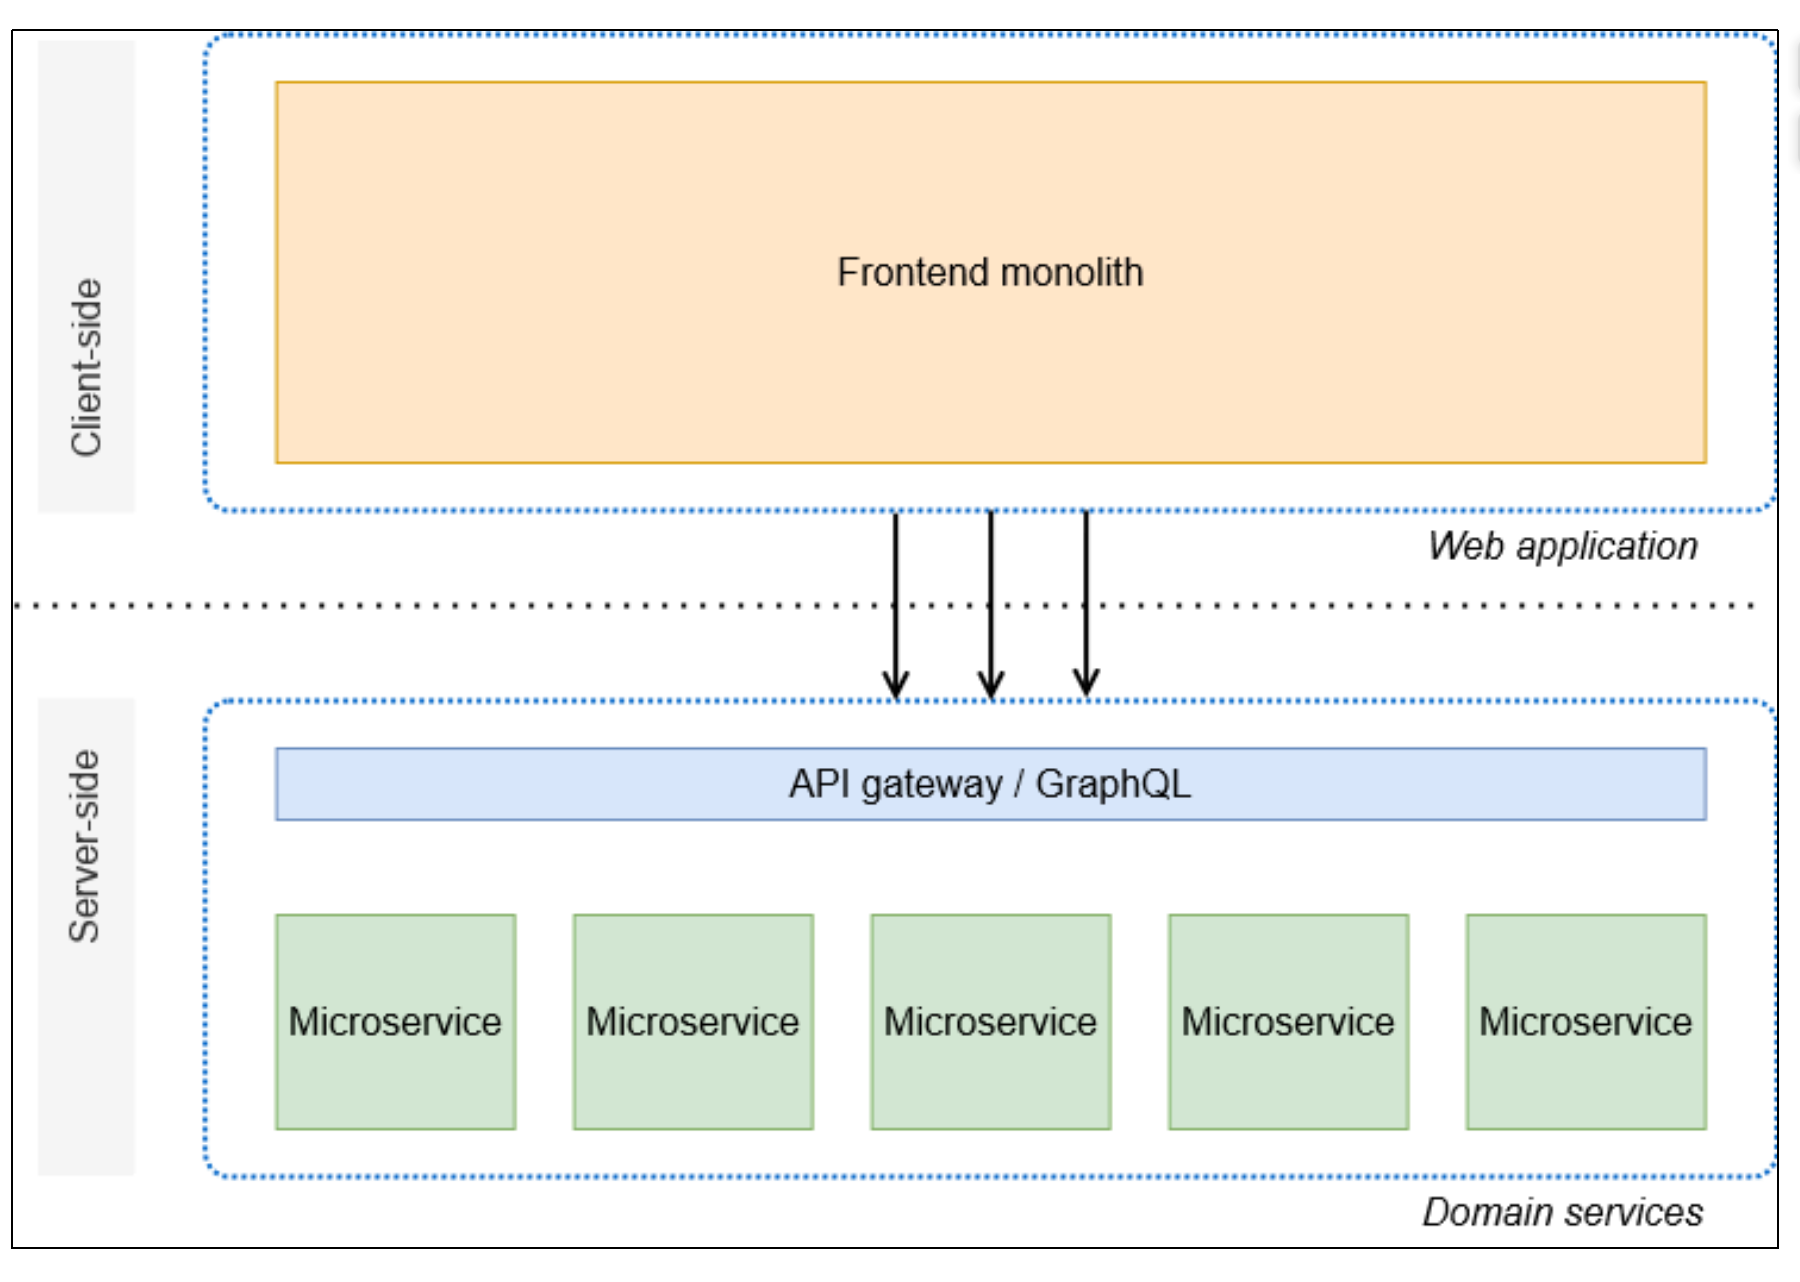 Client-side
Frontend monolith
Web application
Server-side
API gateway / GraphQL
Microservice
Microservice
Microservice
Microservice
Microservice
Domain services